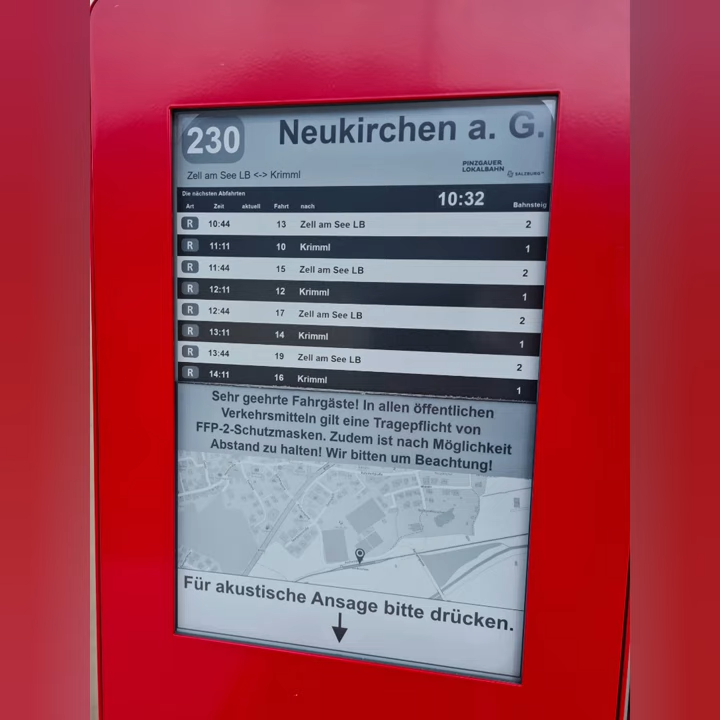 230
Neukirchen a. G.
Zell am See LB <-> Krimml
PINZGAUER
LOKALBAHN
SALZBURG
Die nächsten Abfahrten
10:32
Art Zeit aktuell Fahrt nach Bahnsteig
R 10:44 13 Zell am See LB 2
R 11:11 10 Krimml 1
R 11:44 15 Zell am See LB 2
R 12:11 12 Krimml 1
R 12:44 17 Zell am See LB 2
R 13:11 14 Krimml 1
R 13:44 19 Zell am See LB 2
R 14:11 16 Krimml 1
Sehr geehrte Fahrgäste! In allen öffentlichen
Verkehrsmitteln gilt eine Tragepflicht von
FFP-2-Schutzmasken. Zudem ist nach Möglichkeit
Abstand zu halten! Wir bitten um Beachtung!
Für akustische Ansage bitte drücken.